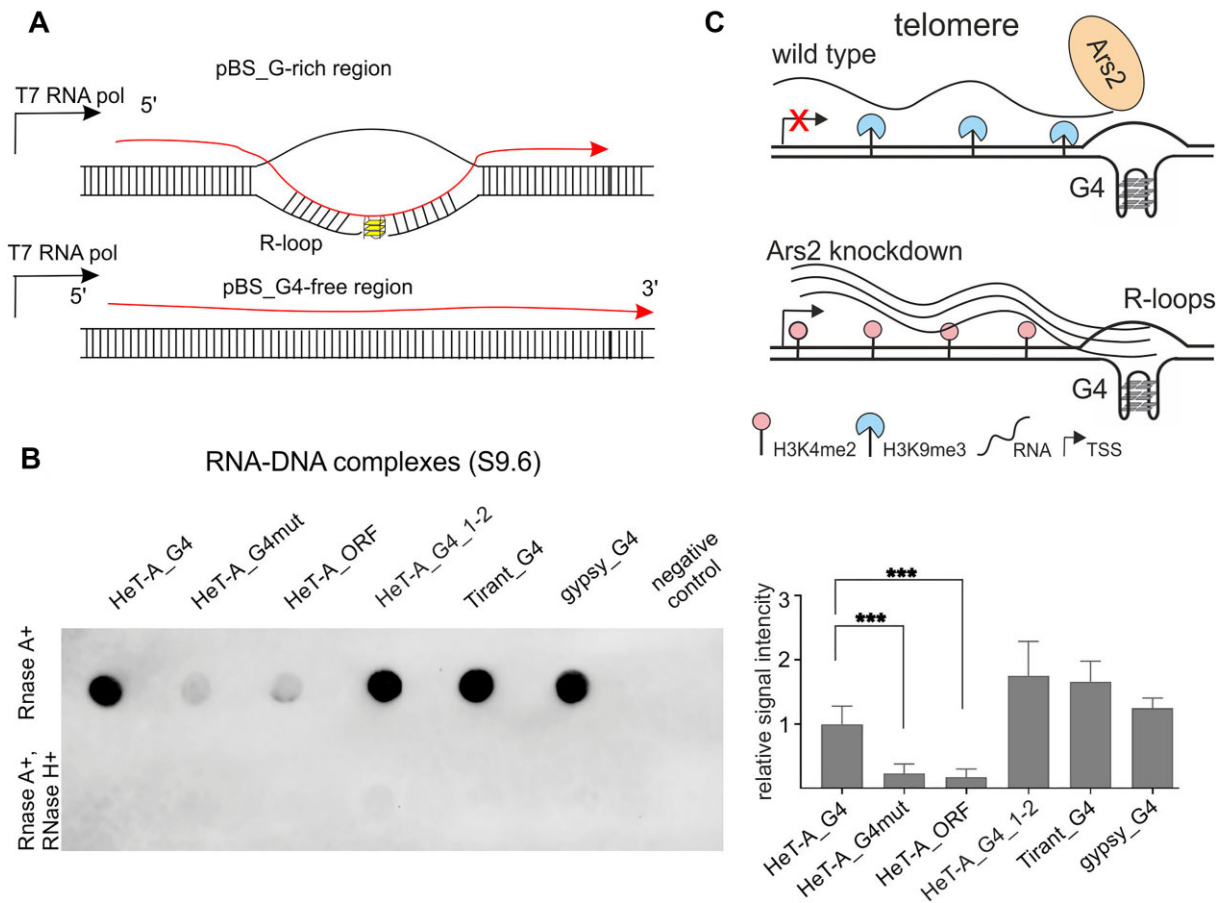 A
pBS_G-rich region
T7 RNA pol
5'
R-loop
T7 RNA pol
5'
pBS_G4-free region
3'
C
telomere
wild type
Ars2
X
G4
Ars2 knockdown
R-loops
G4
H3K4me2
H3K9me3
RNA
TSS
B
RNA-DNA complexes (S9.6)
HeT-A_G4
HeT-A_G4mut
HeT-A_ORF
HeT-A_G4_1-2
Tirant_G4
gypsy_G4
negative
control
Rnase A+
Rnase A+,
RNase H+
relative signal intencity
3
2
1
***
***
HeT-A_G4
HeT-A_G4mut
HeT-A_ORF
HeT-A_G4_1-2
Tirant_G4
gypsy_G4